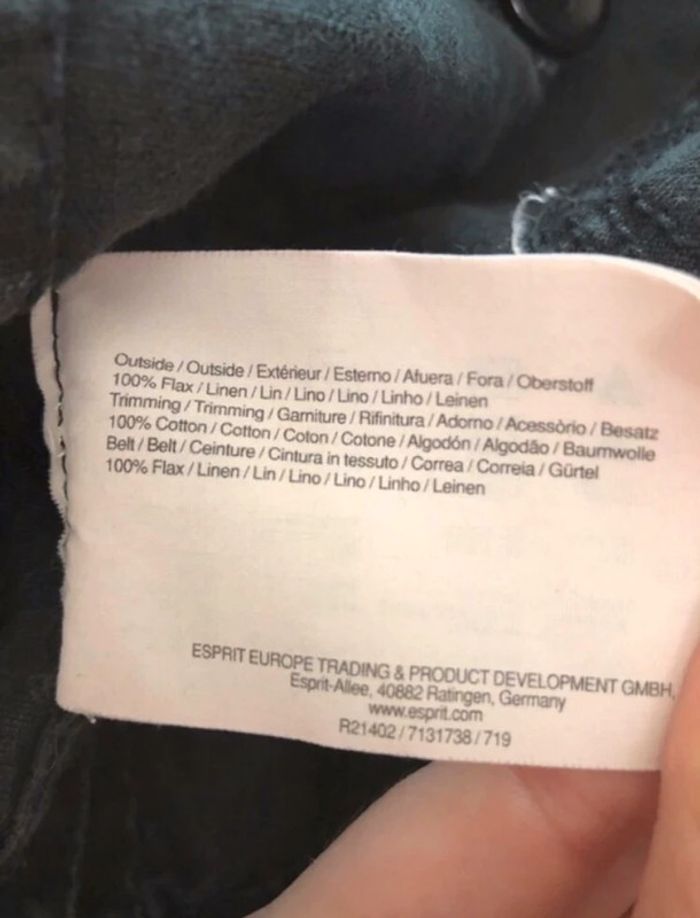 Outside / Outside / Extérieur / Esterno / Afuera / Fora / Oberstoff
100% Flax / Linen / Lin / Lino / Lino / Linho / Leinen
Trimming / Trimming / Garniture / Rifinitura / Adorno / Acessòrio / Besatz
100% Cotton / Cotton / Coton / Cotone / Algodón / Algodão / Baumwolle
Belt / Belt / Ceinture / Cintura in tessuto / Correa / Correia / Gürtel
100% Flax / Linen / Lin / Lino / Lino / Linho / Leinen
ESPRIT EUROPE TRADING & PRODUCT DEVELOPMENT GMBH,
Esprit-Allee, 40882 Ratingen, Germany
www.esprit.com
R21402 / 7131738 / 719